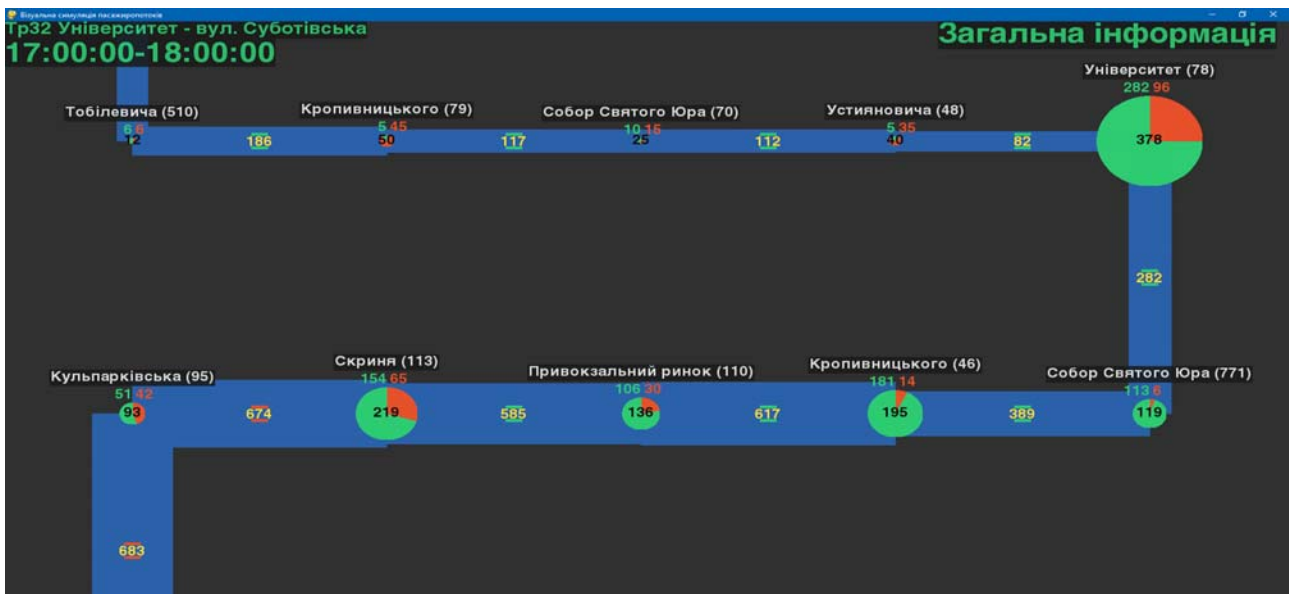 Візуальна симуляція пасажиропотоків
Тр32 Університет - вул. Суботівська
17:00:00-18:00:00
Загальна інформація
Університет (78)
282 96
378
Тобілевича (510)
6 6
12
186
Кропивницького (79)
5 45
50
117
Собор Святого Юра (70)
10 15
25
112
Устияновича (48)
5 35
40
82
282
Кульпарківська (95)
51 42
93
674
Скриня (113)
154 65
219
585
Привокзальний ринок (110)
106 30
136
617
Кропивницького (46)
181 14
195
389
Собор Святого Юра (771)
113 6
119
683